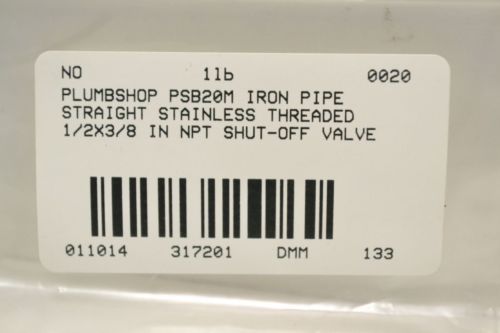 NO 1lb 0020
PLUMBSHOP PSB20M IRON PIPE
STRAIGHT STAINLESS THREADED
1/2X3/8 IN NPT SHUT-OFF VALVE
011014 317201 DMM 133